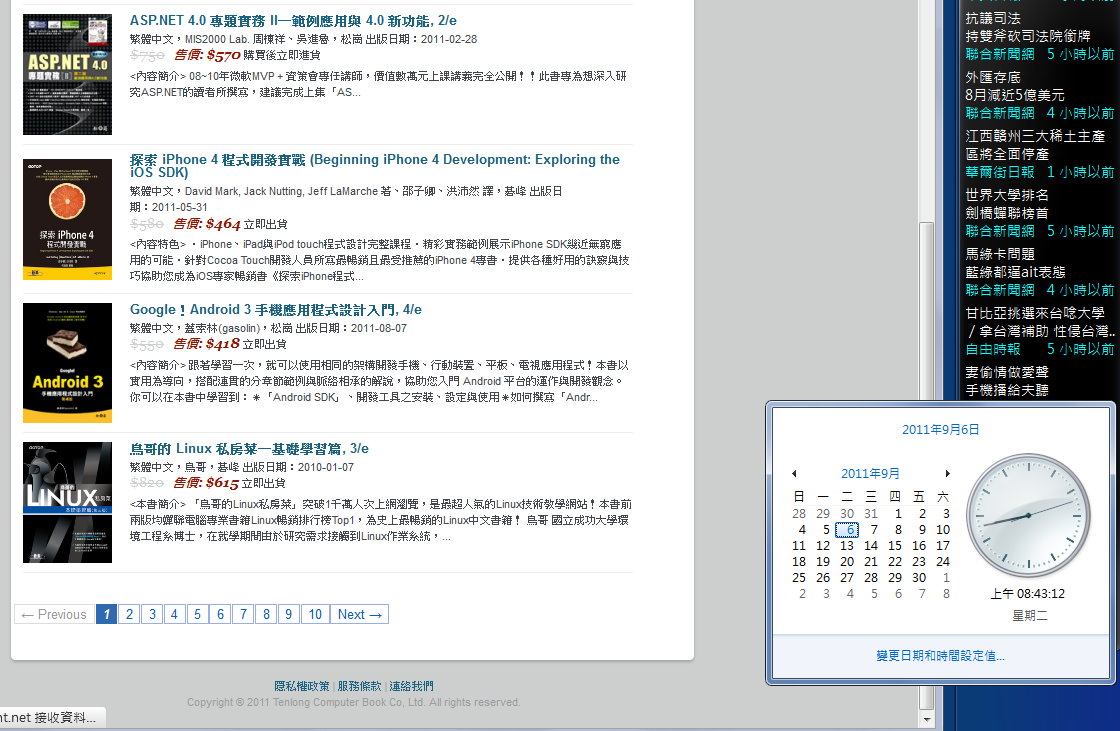 ASP.NET 4.0 專題實務 II—範例應用與 4.0 新功能, 2/e
繁體中文，MIS2000 Lab. 周棟祥、吳進魯，松崗 出版日期：2011-02-28
$750 售價: $570 購買後立即進貨
<內容簡介> 08~10年微軟MVP + 資策會專任講師，價值數萬元上課講義完全公開！！此書專為想深入研
究ASP.NET的讀者所撰寫，建議完成上集「AS...
ASP.NET 4.0
專題實務
探索 iPhone 4 程式開發實戰 (Beginning iPhone 4 Development: Exploring the
iOS SDK)
繁體中文，David Mark, Jack Nutting, Jeff LaMarche 著、邵子卿、洪沛然 譯，碁峰 出版日
期：2011-05-31
$580 售價: $464 立即出貨
<內容特色> ‧iPhone、iPad與iPod touch程式設計完整課程‧精彩實務範例展示iPhone SDK幾近無窮應
用的可能‧針對Cocoa Touch開發人員所寫最暢銷且最受推薦的iPhone 4專書‧提供各種好用的訣竅與技
巧協助您成為iOS專家暢銷書《探索iPhone程式...
探索 iPhone 4
程式開發實戰
Google！Android 3 手機應用程式設計入門, 4/e
繁體中文，蓋索林(gasolin)，松崗 出版日期：2011-08-07
$550 售價: $418 立即出貨
<內容簡介> 跟著學習一次，就可以使用相同的架構開發手機、行動裝置、平板、電視應用程式！本書以
實用為導向，搭配連貫的分章節範例與脈絡相承的解說，協助您入門 Android 平台的運作與開發觀念。
你可以在本書中學習到：＊「Android SDK」、開發工具之安裝、設定與使用＊如何撰寫「Andr...
Google!
Android 3
手機應用程式設計入門
鳥哥的 Linux 私房菜—基礎學習篇, 3/e
繁體中文，鳥哥，碁峰 出版日期：2010-01-07
$820 售價: $615 立即出貨
<本書簡介> 「鳥哥的Linux私房菜」突破1千萬人次上網瀏覽，是最超人氣的Linux技術教學網站！本書前
兩版均蟬聯電腦專業書籍Linux暢銷排行榜Top1，為史上最暢銷的Linux中文書籍！ 鳥哥 國立成功大學環
境工程系博士，在就學期間由於研究需求接觸到Linux作業系統，...
鳥哥的
LINUX 私房菜
← Previous 1 2 3 4 5 6 7 8 9 10 Next →
隱私權政策 | 服務條款 | 連絡我們
Copyright © 2011 Tenlong Computer Book Co, Ltd. All rights reserved.
nt.net 接收資料...
抗議司法
持雙斧砍司法院銜牌
聯合新聞網 5 小時以前
外匯存底
8月減近5億美元
聯合新聞網 4 小時以前
江西贛州三大稀土主產
區將全面停產
華爾街日報 1 小時以前
世界大學排名
劍橋蟬聯榜首
聯合新聞網 5 小時以前
馬綠卡問題
藍綠都逼ait表態
聯合新聞網 4 小時以前
甘比亞挑選來台唸大學
／拿台灣補助 性侵台灣..
自由時報 5 小時以前
妻偷情做愛聲
手機播給夫聽
2011年9月6日
2011年9月
日 一 二 三 四 五 六
28 29 30 31 1 2 3
4 5 6 7 8 9 10
11 12 13 14 15 16 17
18 19 20 21 22 23 24
25 26 27 28 29 30 1
2 3 4 5 6 7 8
上午 08:43:12
星期二
變更日期和時間設定值...